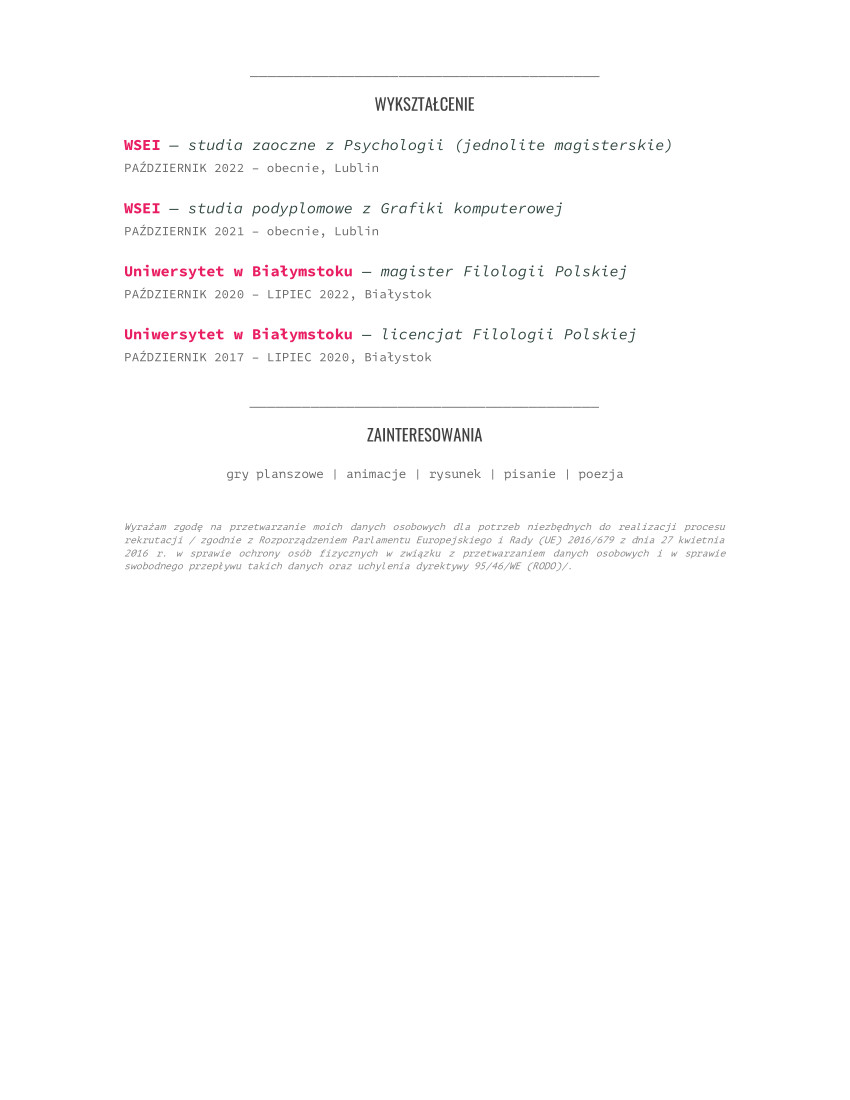 WYKSZTAŁCENIE
WSEI — studia zaoczne z Psychologii (jednolite magisterskie)
PAŹDZIERNIK 2022 – obecnie, Lublin
WSEI — studia podyplomowe z Grafiki komputerowej
PAŹDZIERNIK 2021 – obecnie, Lublin
Uniwersytet w Białymstoku — magister Filologii Polskiej
PAŹDZIERNIK 2020 – LIPIEC 2022, Białystok
Uniwersytet w Białymstoku — licencjat Filologii Polskiej
PAŹDZIERNIK 2017 – LIPIEC 2020, Białystok
ZAINTERESOWANIA
gry planszowe | animacje | rysunek | pisanie | poezja
Wyrażam zgodę na przetwarzanie moich danych osobowych dla potrzeb niezbędnych do realizacji procesu
rekrutacji / zgodnie z Rozporządzeniem Parlamentu Europejskiego i Rady (UE) 2016/679 z dnia 27 kwietnia
2016 r. w sprawie ochrony osób fizycznych w związku z przetwarzaniem danych osobowych i w sprawie
swobodnego przepływu takich danych oraz uchylenia dyrektywy 95/46/WE (RODO)/.